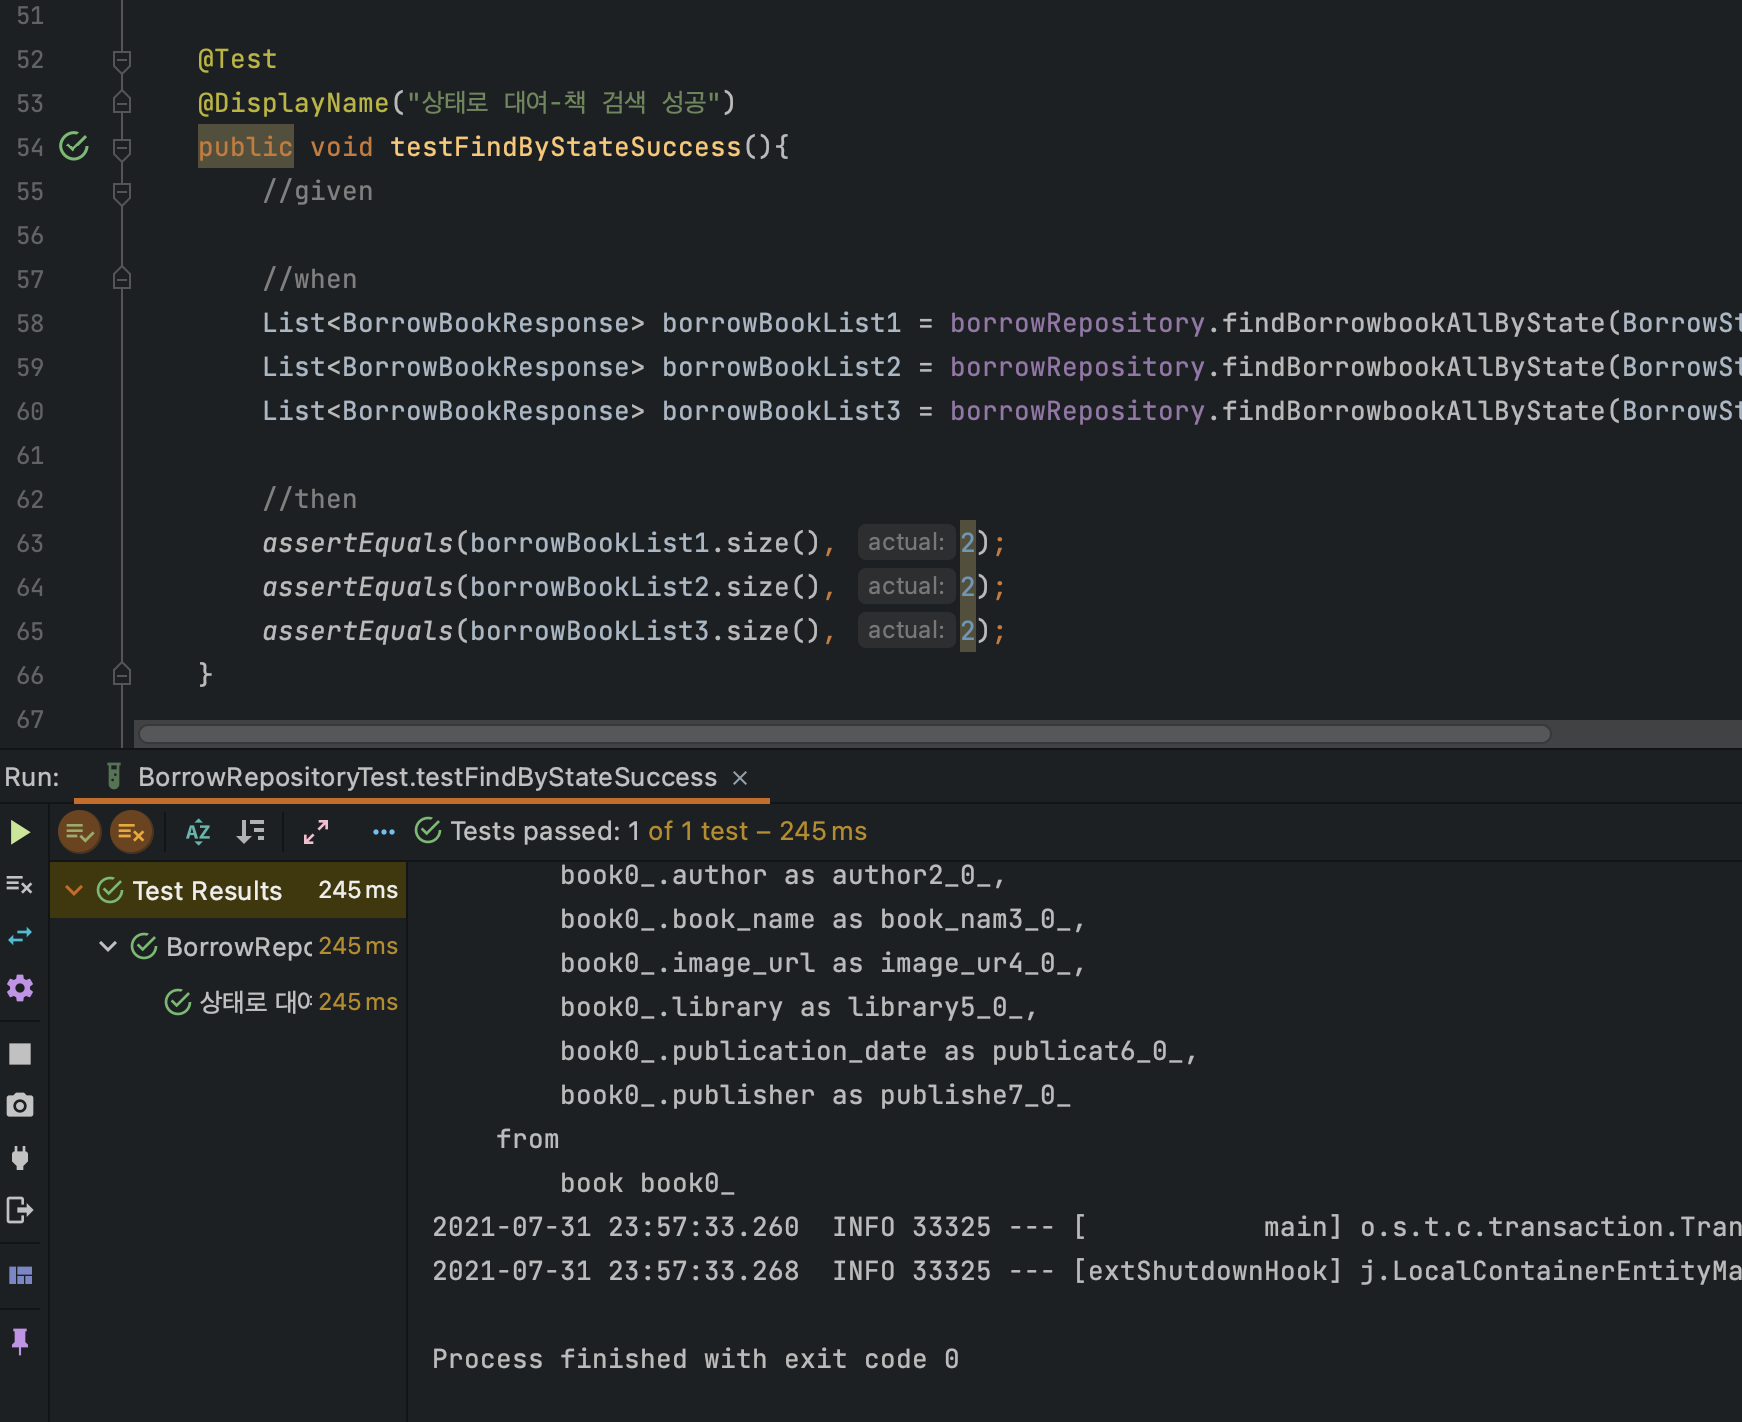 51
52 @Test
53 @DisplayName("상태로 대여-책 검색 성공")
54 public void testFindByStateSuccess(){
55 //given
56
57 //when
58 List<BorrowBookResponse> borrowBookList1 = borrowRepository.findBorrowbookAllByState(BorrowSt
59 List<BorrowBookResponse> borrowBookList2 = borrowRepository.findBorrowbookAllByState(BorrowSt
60 List<BorrowBookResponse> borrowBookList3 = borrowRepository.findBorrowbookAllByState(BorrowSt
61
62 //then
63 assertEquals(borrowBookList1.size(), actual: 2);
64 assertEquals(borrowBookList2.size(), actual: 2);
65 assertEquals(borrowBookList3.size(), actual: 2);
66 }
67
Run: BorrowRepositoryTest.testFindByStateSuccess ×
Tests passed: 1 of 1 test – 245 ms
Test Results 245 ms
BorrowRepo 245 ms
상태로 대여 245 ms
book0_.author as author2_0_,
book0_.book_name as book_nam3_0_,
book0_.image_url as image_ur4_0_,
book0_.library as library5_0_,
book0_.publication_date as publicat6_0_,
book0_.publisher as publishe7_0_
from
book book0_
2021-07-31 23:57:33.260 INFO 33325 --- [ main] o.s.t.c.transaction.Tran
2021-07-31 23:57:33.268 INFO 33325 --- [extShutdownHook] j.LocalContainerEntityMa
Process finished with exit code 0